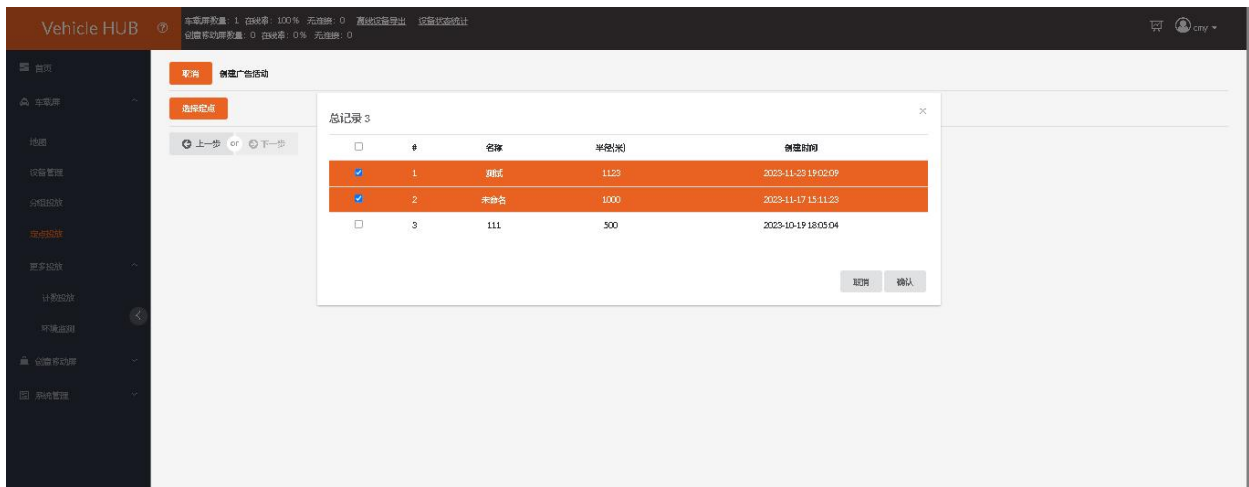 Vehicle HUB
车载屏数量: 1 在线率: 100% 无连接: 0 离线设备导出 设备状态统计
创意移动屏数量: 0 在线率: 0% 无连接: 0
cmy
首页
车载屏
地图
设备管理
分组投放
定点投放
更多投放
计数投放
环境监测
创意移动屏
系统管理
取消 创建广告活动
选择定点
上一步 or 下一步
总记录 3 ×
# 名称 半径(米) 创建时间
1 测试 1123 2023-11-23 19:02:09
2 未命名 1000 2023-11-17 15:11:23
3 111 500 2023-10-19 18:05:04
取消 确认